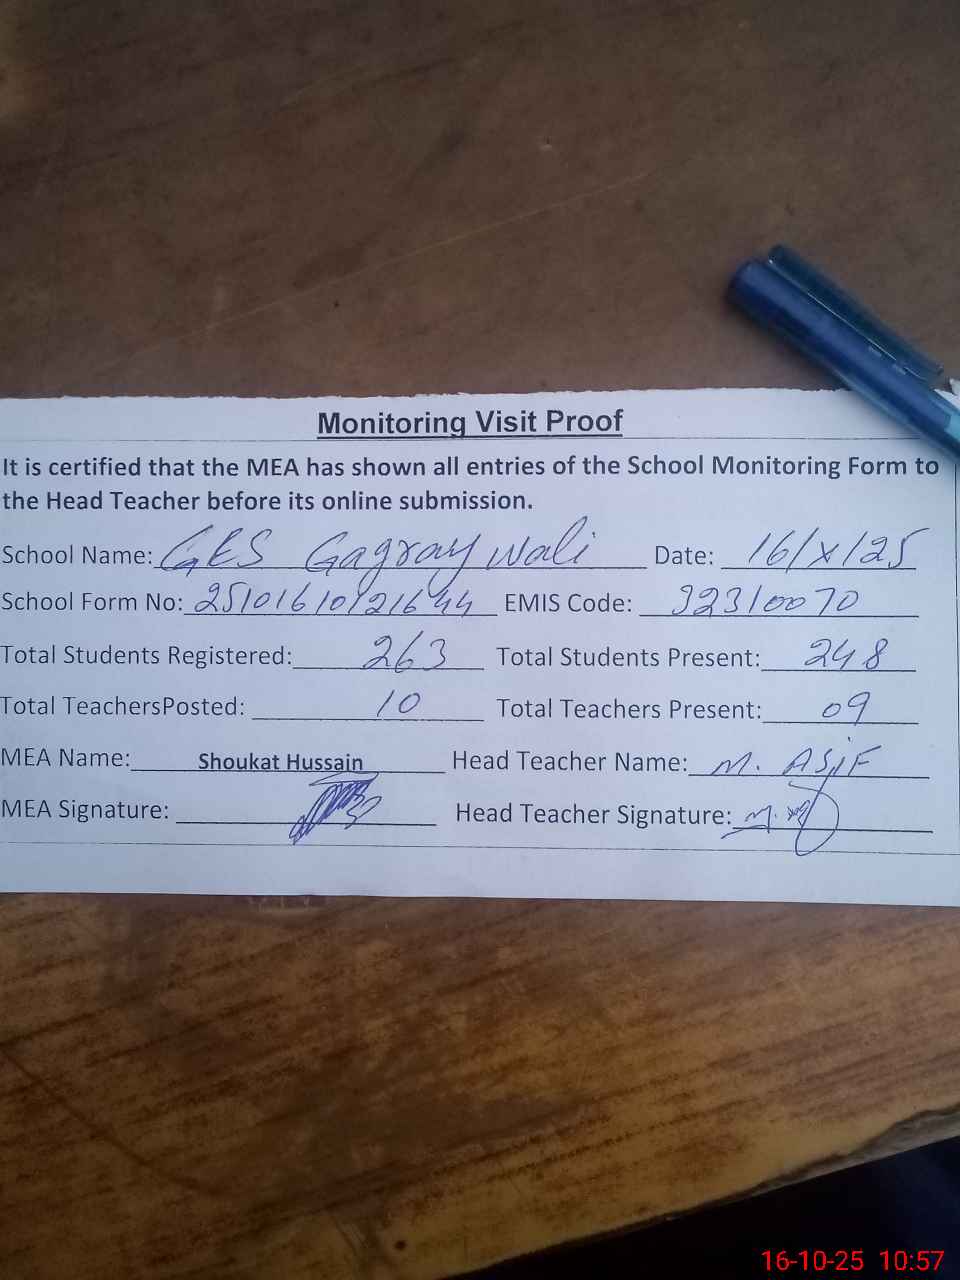 Monitoring Visit Proof
It is certified that the MEA has shown all entries of the School Monitoring Form to
the Head Teacher before its online submission.
School Name: GES Gagray wali Date: 16/X/25
School Form No: 25101610121644 EMIS Code: 32310070
Total Students Registered: 263 Total Students Present: 248
Total TeachersPosted: 10 Total Teachers Present: 09
MEA Name: Shoukat Hussain Head Teacher Name: M. ASiF
MEA Signature: Head Teacher Signature:
16-10-25 10:57